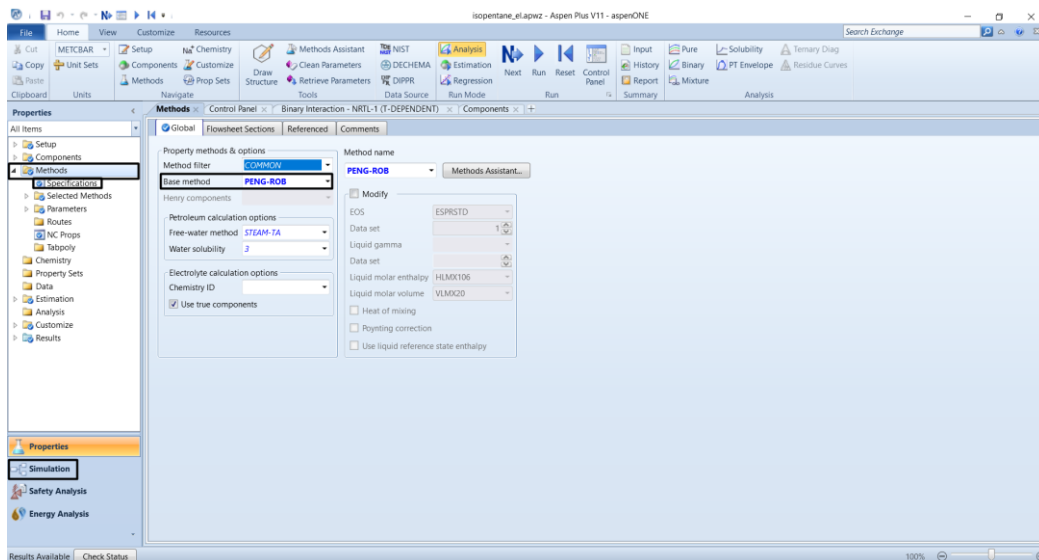 isopentane_el.apwz - Aspen Plus V11 - aspenONE
File Home View Customize Resources Search Exchange
Cut METCBAR Setup Na+ Chemistry Methods Assistant NIST Analysis Input Pure Solubility Ternary Diag
Copy Unit Sets Components Customize Clean Parameters DECHEMA Estimation History Binary PT Envelope Residue Curves
Paste Methods Prop Sets Draw Structure Retrieve Parameters DIPPR Regression Next Run Reset Control Panel Report Mixture
Clipboard Units Navigate Tools Data Source Run Mode Run Summary Analysis
Properties
All Items
Setup
Components
Methods
Specifications
Selected Methods
Parameters
Routes
NC Props
Tabpoly
Chemistry
Property Sets
Data
Estimation
Analysis
Customize
Results
Properties
Simulation
Safety Analysis
Energy Analysis
Methods Control Panel Binary Interaction - NRTL-1 (T-DEPENDENT) Components +
Global Flowsheet Sections Referenced Comments
Property methods & options
Method filter COMMON
Base method PENG-ROB
Henry components
Petroleum calculation options
Free-water method STEAM-TA
Water solubility 3
Electrolyte calculation options
Chemistry ID
Use true components
Method name
PENG-ROB Methods Assistant...
Modify
EOS ESPRSTD
Data set 1
Liquid gamma
Data set
Liquid molar enthalpy HLMX106
Liquid molar volume VLMX20
Heat of mixing
Poynting correction
Use liquid reference state enthalpy
Results Available Check Status 100%